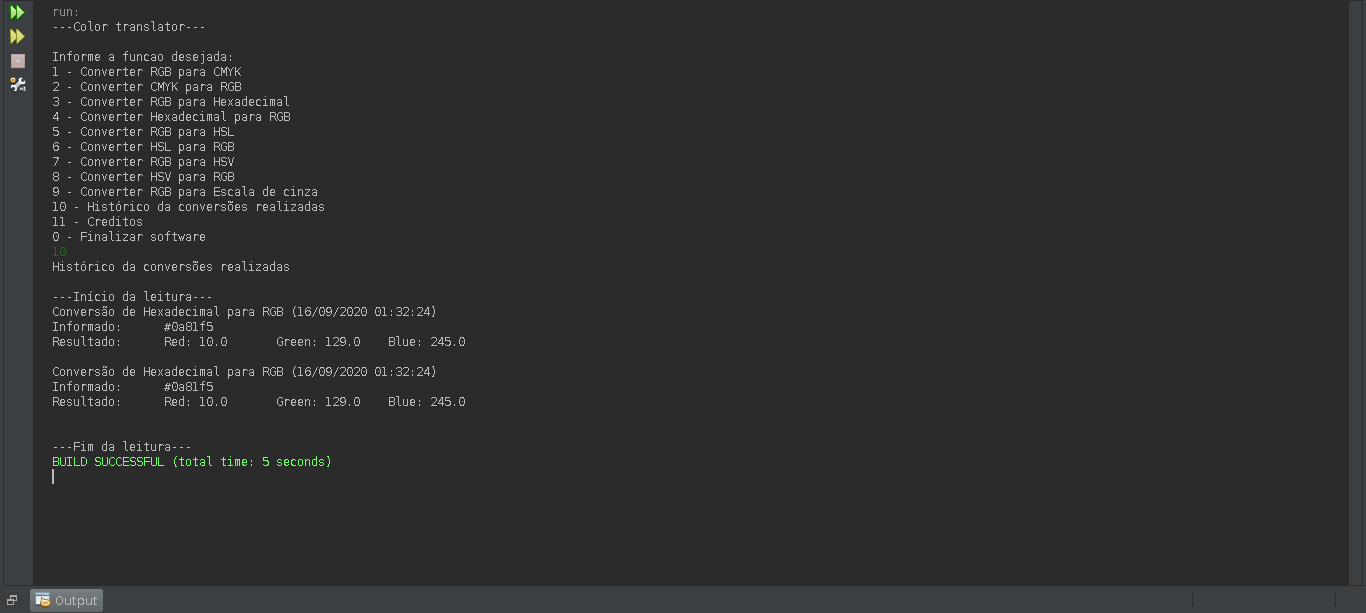 run:
---Color translator---
Informe a funcao desejada:
1 - Converter RGB para CMYK
2 - Converter CMYK para RGB
3 - Converter RGB para Hexadecimal
4 - Converter Hexadecimal para RGB
5 - Converter RGB para HSL
6 - Converter HSL para RGB
7 - Converter RGB para HSV
8 - Converter HSV para RGB
9 - Converter RGB para Escala de cinza
10 - Histórico da conversões realizadas
11 - Creditos
0 - Finalizar software
10
Histórico da conversões realizadas
---Início da leitura---
Conversão de Hexadecimal para RGB (16/09/2020 01:32:24)
Informado: #0a81f5
Resultado: Red: 10.0 Green: 129.0 Blue: 245.0
Conversão de Hexadecimal para RGB (16/09/2020 01:32:24)
Informado: #0a81f5
Resultado: Red: 10.0 Green: 129.0 Blue: 245.0
---Fim da leitura---
BUILD SUCCESSFUL (total time: 5 seconds)
Output